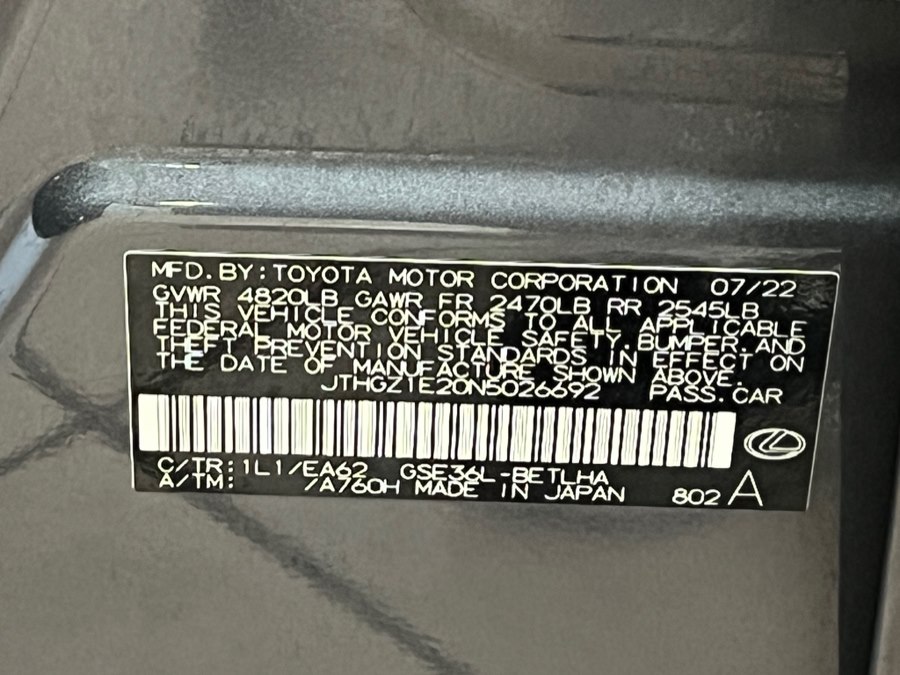 MFD. BY: TOYOTA MOTOR CORPORATION 07/22
GVWR 4820LB GAWR FR 2470LB RR 2545LB
THIS VEHICLE CONFORMS TO ALL APPLICABLE
FEDERAL MOTOR VEHICLE SAFETY, BUMPER, AND
THEFT PREVENTION STANDARDS IN EFFECT ON
THE DATE OF MANUFACTURE SHOWN ABOVE.
JTHGZ1E20N5026692 PASS. CAR
C/TR: 1L1/EA62 GSE36L-BETLHA
A/TM: /A760H MADE IN JAPAN 802 A